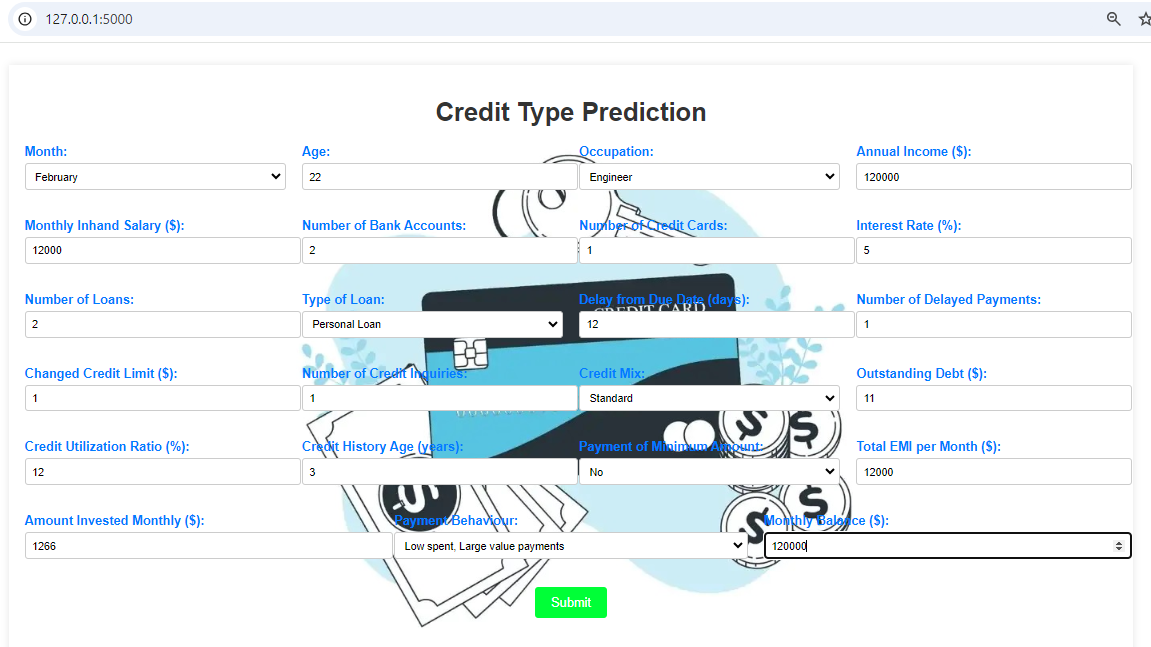 127.0.0.1:5000
Credit Type Prediction
Month: Age: Occupation: Annual Income ($):
February 22 Engineer 120000
Monthly Inhand Salary ($): Number of Bank Accounts: Number of Credit Cards: Interest Rate (%):
12000 2 1 5
Number of Loans: Type of Loan: Delay from Due Date (days): Number of Delayed Payments:
CREDIT CARD
2 Personal Loan 12 1
Changed Credit Limit ($): Number of Credit Inquiries: Credit Mix: Outstanding Debt ($):
1 1 Standard 11
Credit Utilization Ratio (%): Credit History Age (years): Payment of Minimum Amount: Total EMI per Month ($):
12 3 No 12000
Amount Invested Monthly ($): Payment Behaviour: Monthly Balance ($):
1266 Low spent, Large value payments 120000
Submit